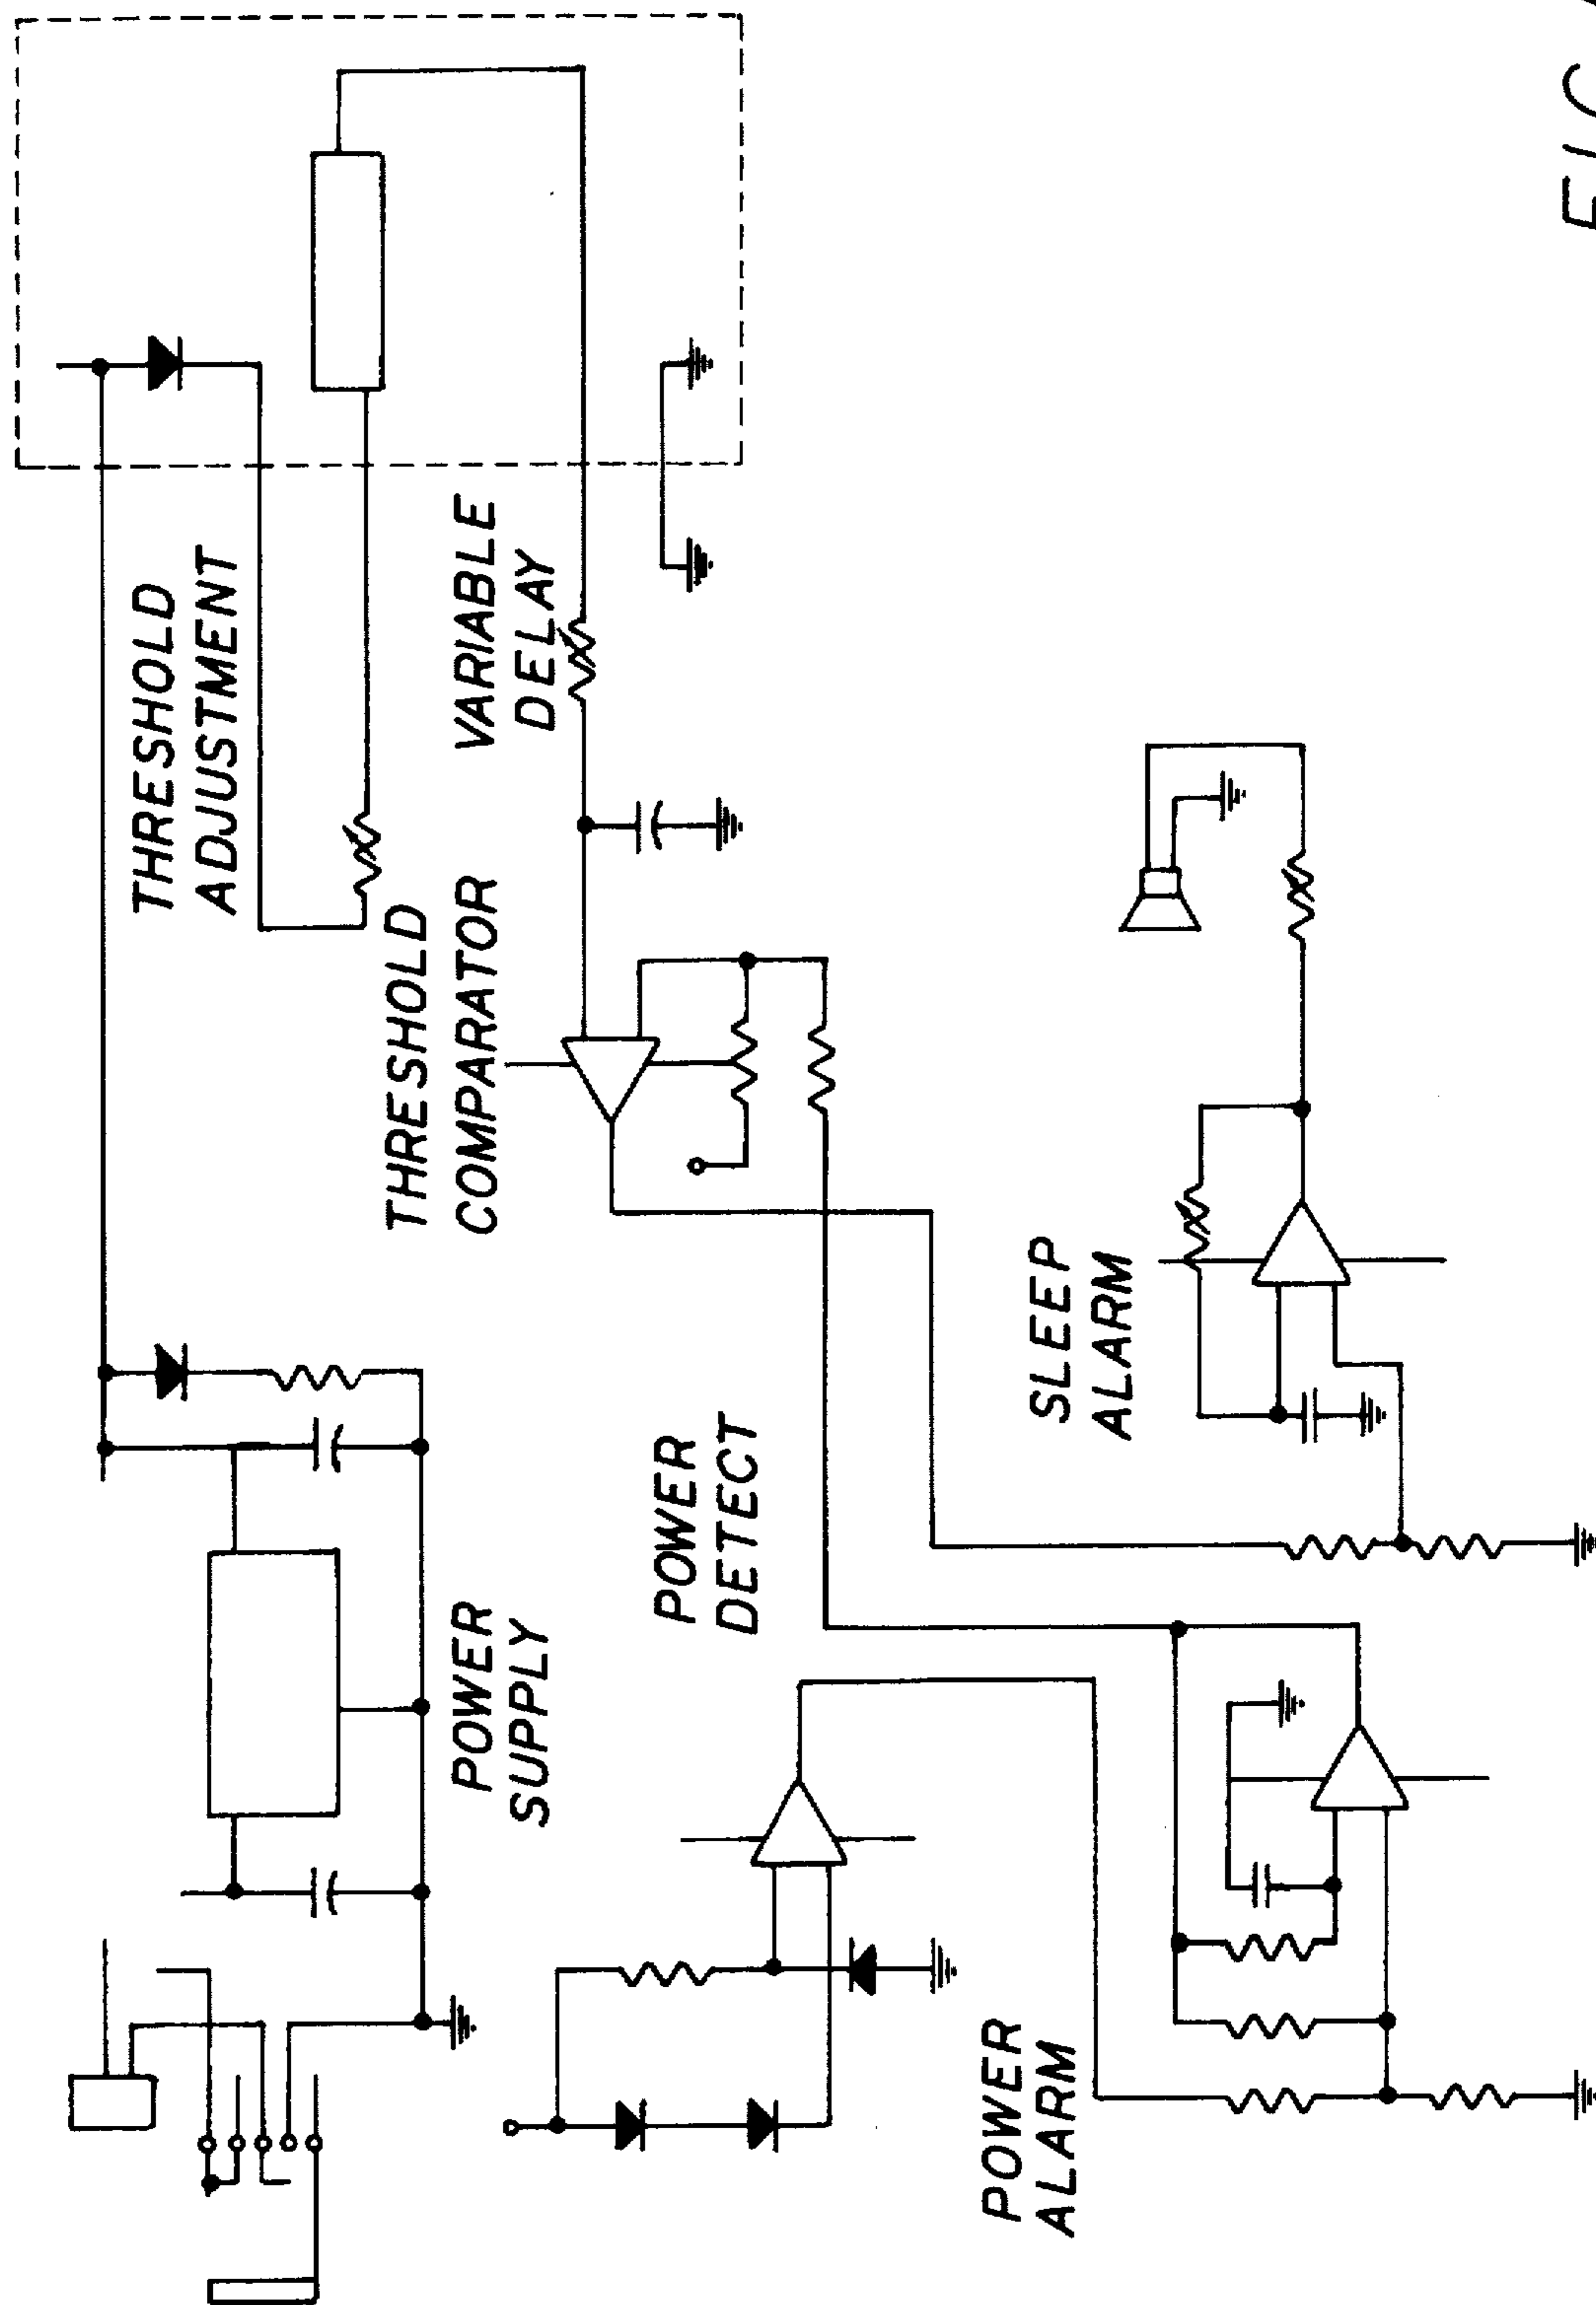 THRESHOLD
ADJUSTMENT
POWER
SUPPLY
THRESHOLD
COMPARATOR
VARIABLE
DELAY
POWER
DETECT
POWER
ALARM
SLEEP
ALARM